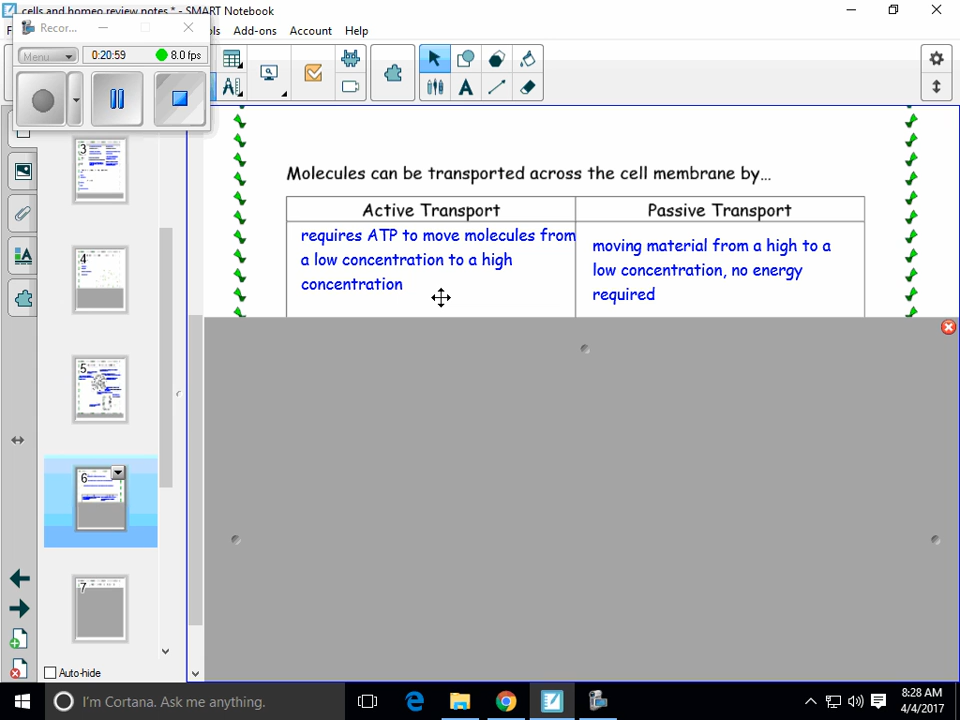 cells and homeo review notes * - SMART Notebook
Recor...
ols Add-ons Account Help
Menu 0:20:59 8.0 fps
3
4
5
6
7
Auto-hide
Molecules can be transported across the cell membrane by…
Active Transport Passive Transport
requires ATP to move molecules from
a low concentration to a high
concentration
moving material from a high to a
low concentration, no energy
required
I'm Cortana. Ask me anything.
8:28 AM
4/4/2017